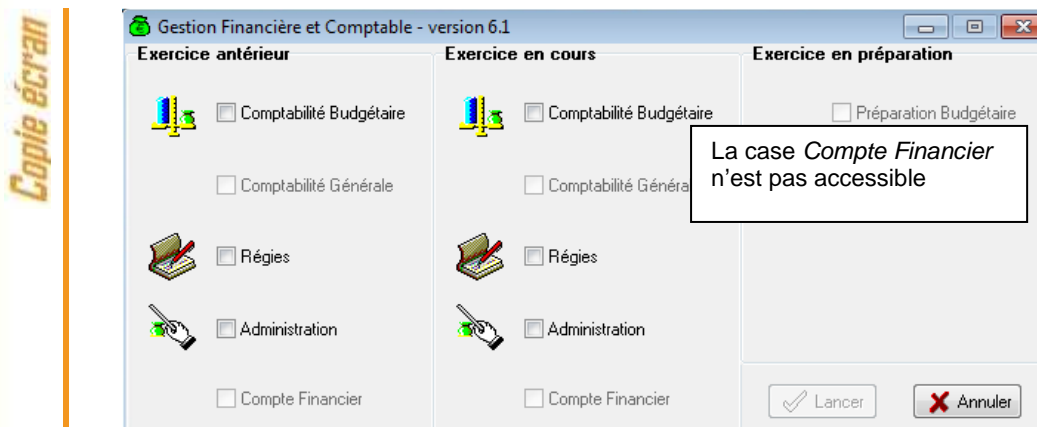 Copie écran
Gestion Financière et Comptable - version 6.1
Exercice antérieur
Comptabilité Budgétaire
Comptabilité Générale
Régies
Administration
Compte Financier
Exercice en cours
Comptabilité Budgétaire
Comptabilité Généra
Régies
Administration
Compte Financier
Exercice en préparation
Préparation Budgétaire
La case Compte Financier
n'est pas accessible
Lancer
Annuler